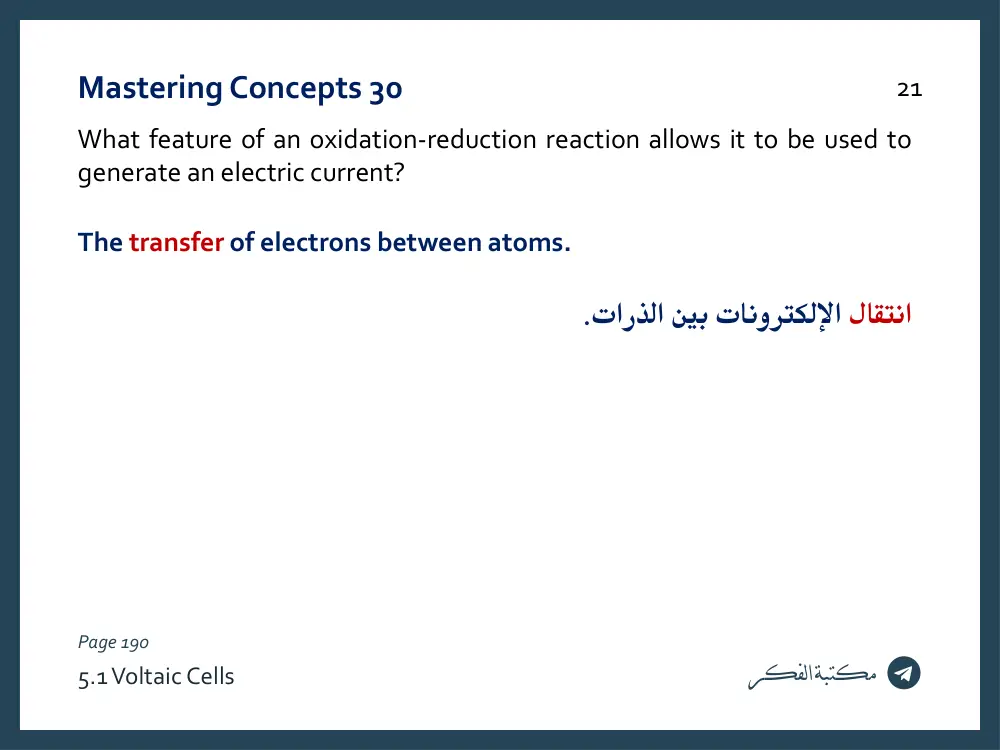 Mastering Concepts 30
21
What feature of an oxidation-reduction reaction allows it to be used to
generate an electric current?
The transfer of electrons between atoms.
انتقال الإلكترونات بين الذرات.
Page 190
5.1 Voltaic Cells
مكتبة الفكر